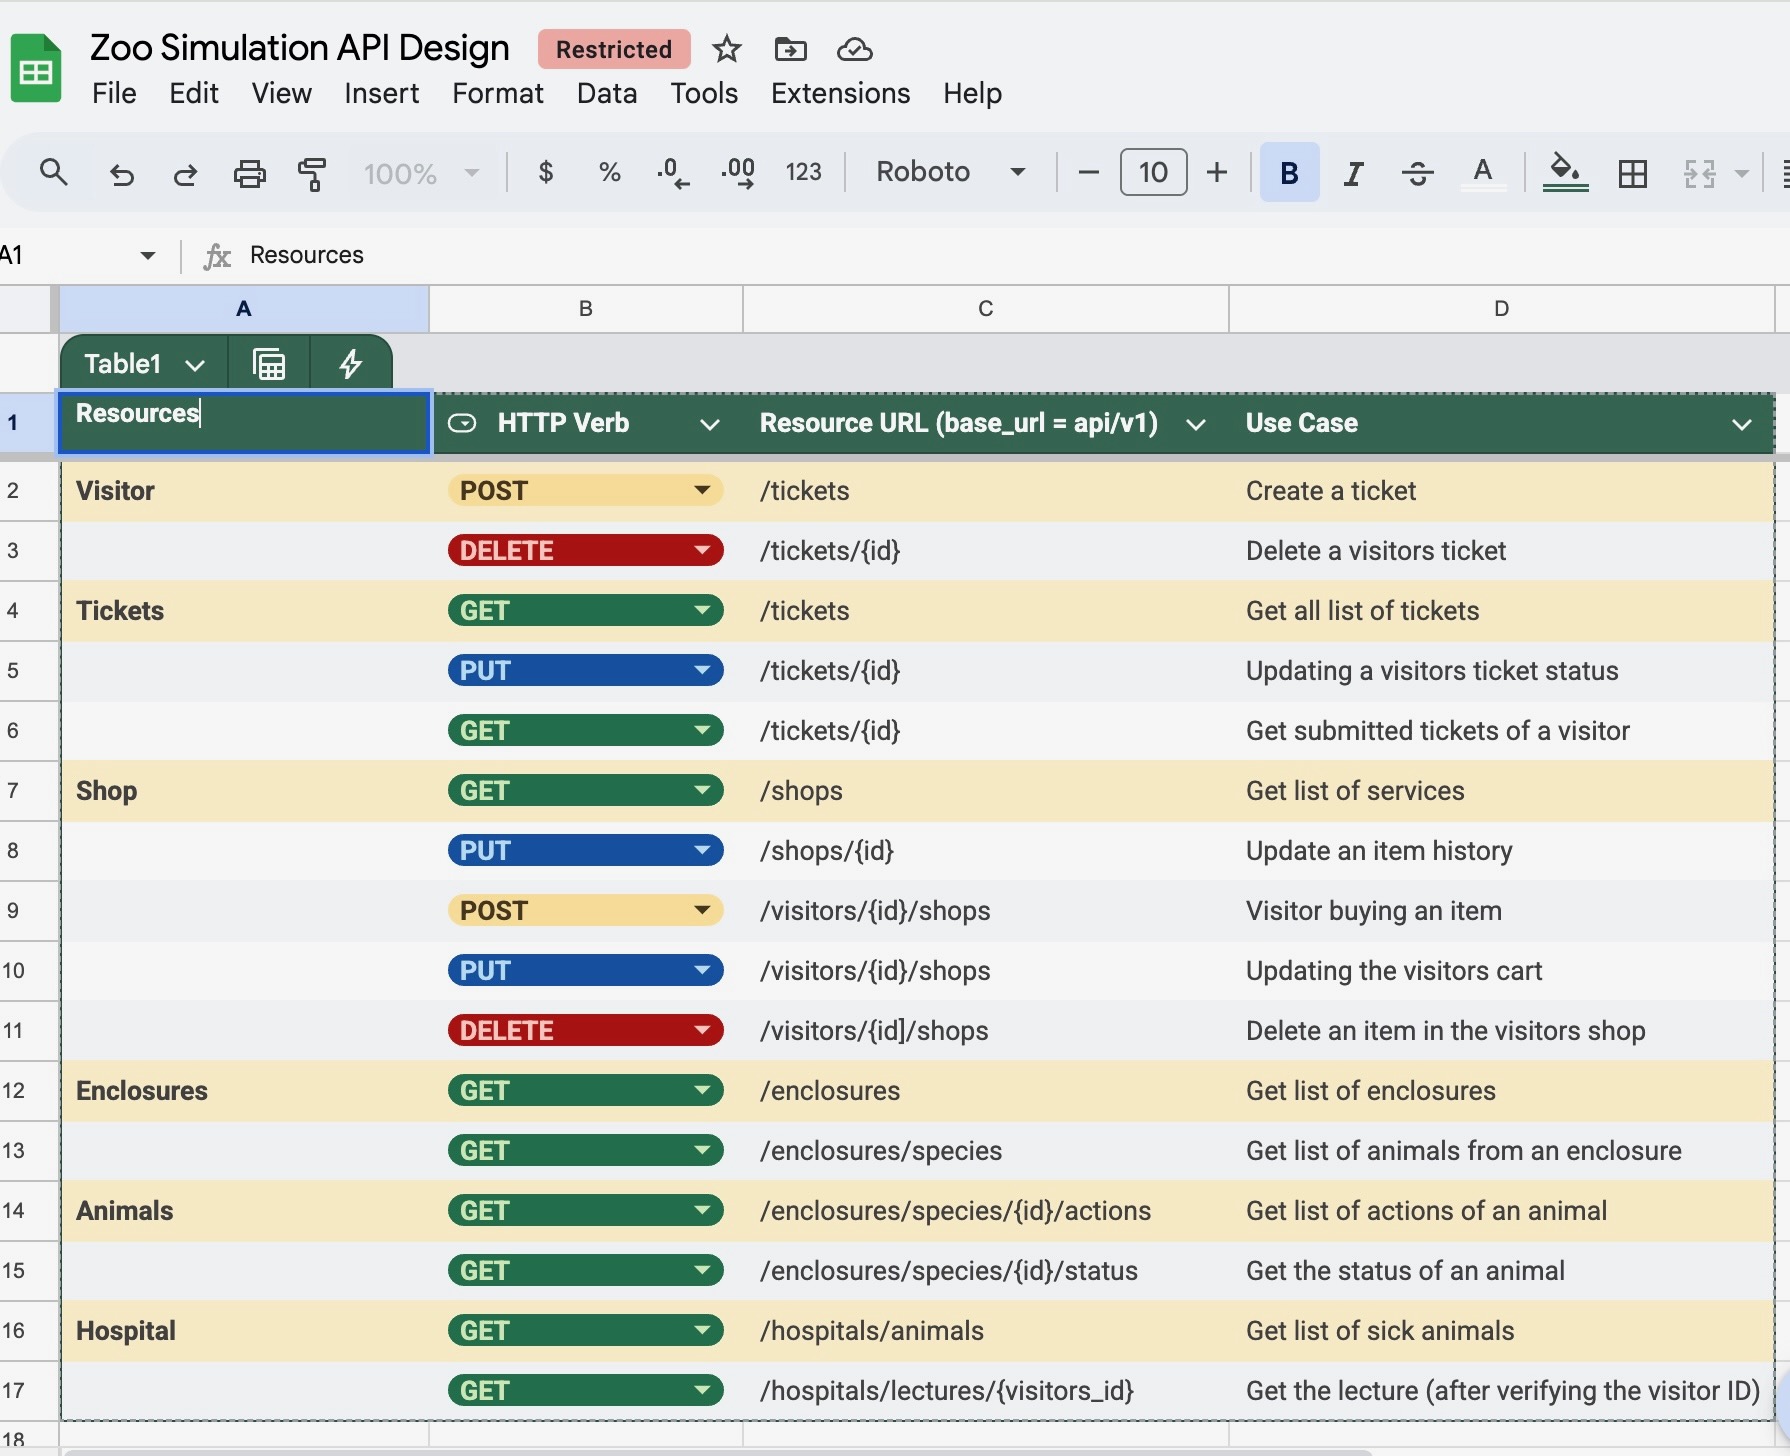 Zoo Simulation API Design Restricted
File Edit View Insert Format Data Tools Extensions Help
100% $ % .0 .00 123 Roboto 10 B I S A
A1 fx Resources
A B C D
Table1
1 Resources HTTP Verb Resource URL (base_url = api/v1) Use Case
2 Visitor POST /tickets Create a ticket
3 DELETE /tickets/{id} Delete a visitors ticket
4 Tickets GET /tickets Get all list of tickets
5 PUT /tickets/{id} Updating a visitors ticket status
6 GET /tickets/{id} Get submitted tickets of a visitor
7 Shop GET /shops Get list of services
8 PUT /shops/{id} Update an item history
9 POST /visitors/{id}/shops Visitor buying an item
10 PUT /visitors/{id}/shops Updating the visitors cart
11 DELETE /visitors/{id]/shops Delete an item in the visitors shop
12 Enclosures GET /enclosures Get list of enclosures
13 GET /enclosures/species Get list of animals from an enclosure
14 Animals GET /enclosures/species/{id}/actions Get list of actions of an animal
15 GET /enclosures/species/{id}/status Get the status of an animal
16 Hospital GET /hospitals/animals Get list of sick animals
17 GET /hospitals/lectures/{visitors_id} Get the lecture (after verifying the visitor ID)
18